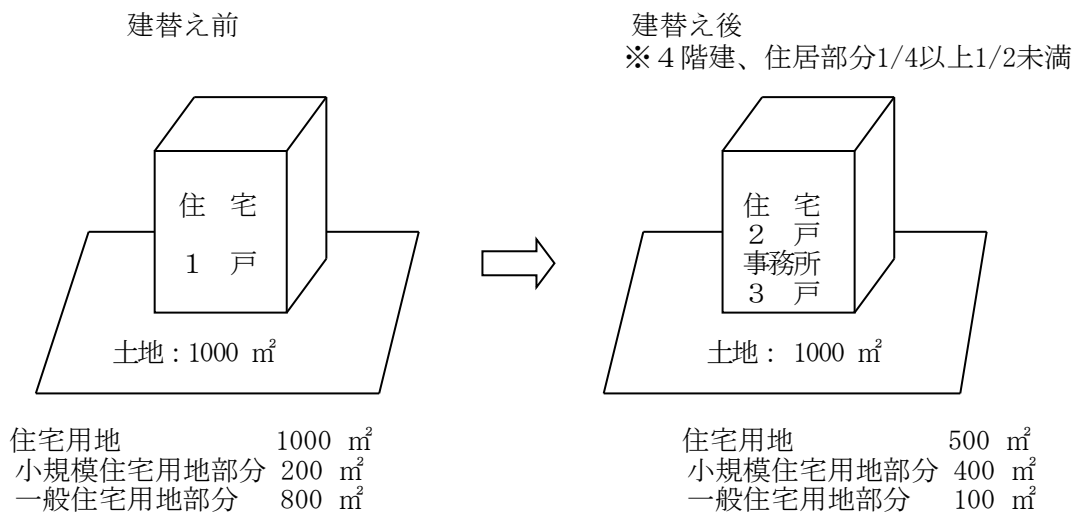 建替え前
住　宅
１　戸
土地：1000 ㎡
住宅用地　1000 ㎡
小規模住宅用地部分 200 ㎡
一般住宅用地部分　800 ㎡
建替え後
※４階建、住居部分1/4以上1/2未満
住　宅
２　戸
事務所
３　戸
土地： 1000 ㎡
住宅用地　500 ㎡
小規模住宅用地部分 400 ㎡
一般住宅用地部分　100 ㎡